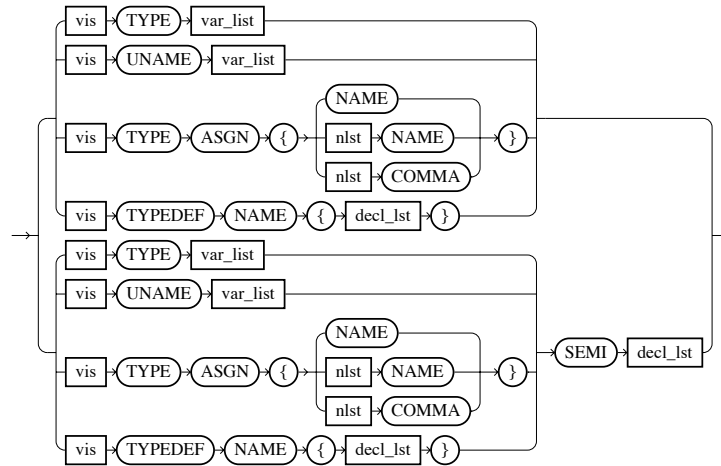 vis TYPE var_list
vis UNAME var_list
NAME
vis TYPE ASGN { nlst NAME }
nlst COMMA
vis TYPEDEF NAME { decl_lst }
vis TYPE var_list
vis UNAME var_list
NAME
SEMI decl_lst
vis TYPE ASGN { nlst NAME }
nlst COMMA
vis TYPEDEF NAME { decl_lst }